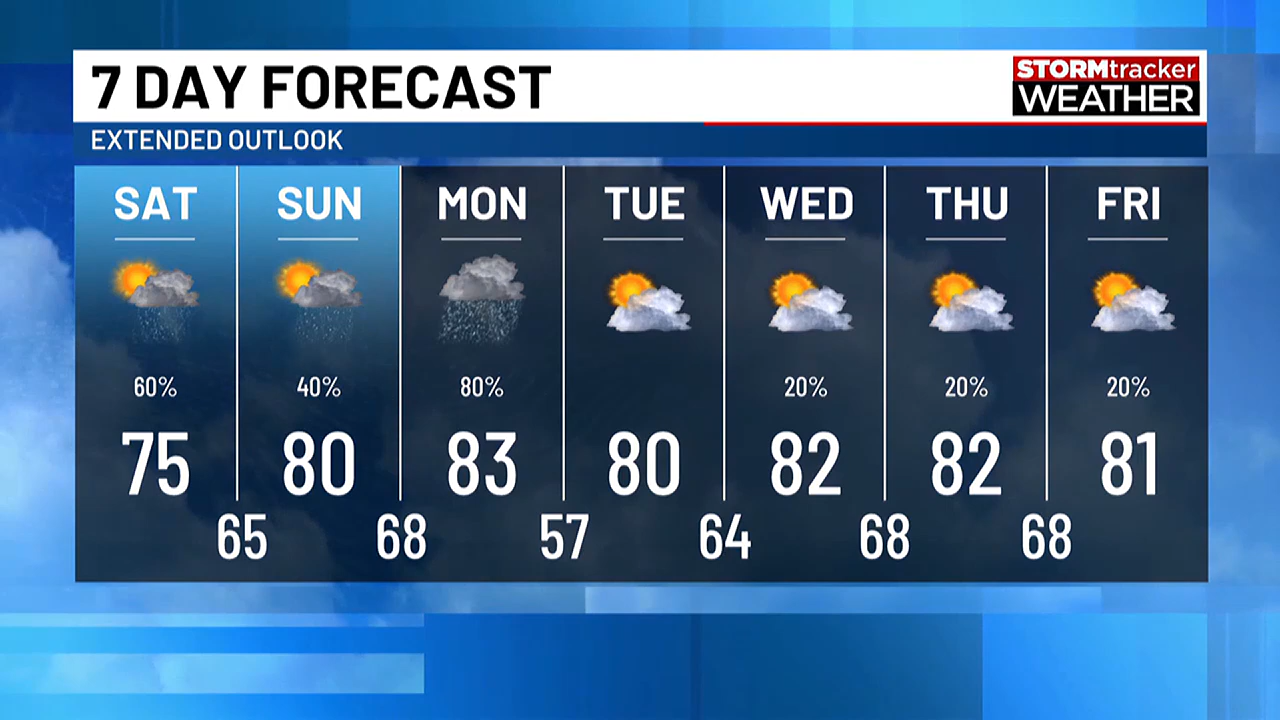 7 DAY FORECAST
STORMtracker
WEATHER
EXTENDED OUTLOOK
SAT SUN MON TUE WED THU FRI
60% 40% 80% 20% 20% 20%
75 80 83 80 82 82 81
65 68 57 64 68 68